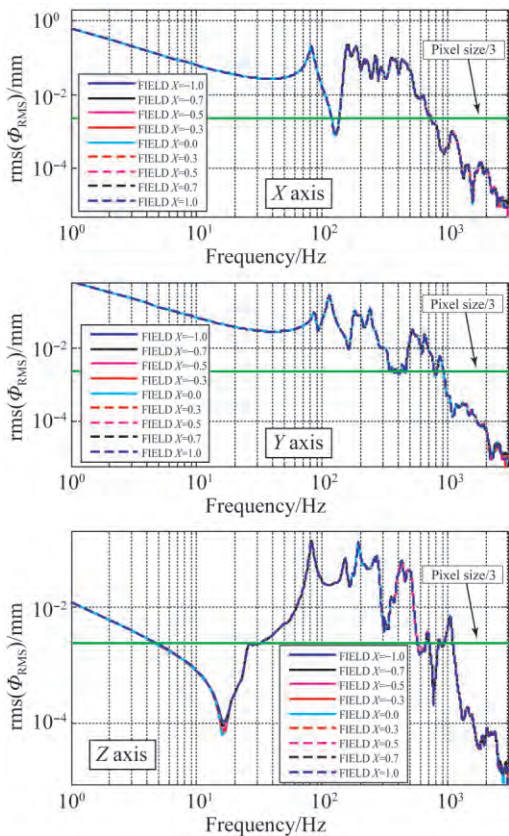 10⁰
10⁻²
10⁻⁴
rms(Φ_RMS)/mm
Pixel size/3
FIELD X=−1.0
FIELD X=−0.7
FIELD X=−0.5
FIELD X=−0.3
FIELD X=0.0
FIELD X=0.3
FIELD X=0.5
FIELD X=0.7
FIELD X=1.0
X axis
10⁰ 10¹ 10² 10³
Frequency/Hz
10⁻²
10⁻⁴
rms(Φ_RMS)/mm
Pixel size/3
FIELD X=−1.0
FIELD X=−0.7
FIELD X=−0.5
FIELD X=−0.3
FIELD X=0.0
FIELD X=0.3
FIELD X=0.5
FIELD X=0.7
FIELD X=1.0
Y axis
10⁰ 10¹ 10² 10³
Frequency/Hz
10⁻²
10⁻⁴
rms(Φ_RMS)/mm
Pixel size/3
FIELD X=−1.0
FIELD X=−0.7
FIELD X=−0.5
FIELD X=−0.3
FIELD X=0.0
FIELD X=0.3
FIELD X=0.5
FIELD X=0.7
FIELD X=1.0
Z axis
10⁰ 10¹ 10² 10³
Frequency/Hz